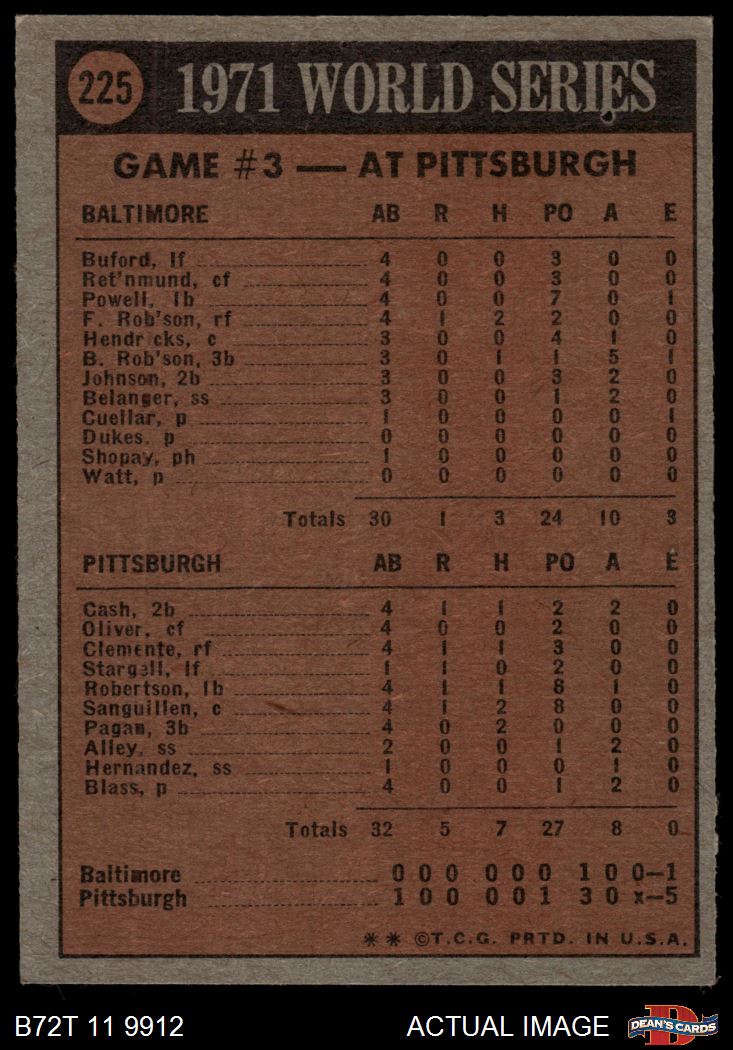 225 1971 WORLD SERIES
GAME #3 — AT PITTSBURGH
BALTIMORE AB R H PO A E
Buford, lf 4 0 0 3 0 0
Ret'nmund, cf 4 0 0 3 0 0
Powell, 1b 4 0 0 7 0 1
F. Rob'son, rf 4 1 2 2 0 0
Hendr cks, c 3 0 0 4 1 0
B. Rob'son, 3b 3 0 1 1 5 1
Johnson, 2b 3 0 0 3 2 0
Belanger, ss 3 0 0 1 2 0
Cuellar, p 1 0 0 0 0 1
Dukes, p 0 0 0 0 0 0
Shopay, ph 1 0 0 0 0 0
Watt, p 0 0 0 0 0 0
Totals 30 1 3 24 10 3
PITTSBURGH AB R H PO A E
Cash, 2b 4 1 1 2 2 0
Oliver, cf 4 0 0 2 0 0
Clemente, rf 4 1 1 3 0 0
Stargell, lf 1 1 0 2 0 0
Robertson, 1b 4 1 1 8 1 0
Sanguillen, c 4 1 2 8 0 0
Pagan, 3b 4 0 2 0 0 0
Alley, ss 2 0 0 1 2 0
Hernandez, ss 1 0 0 0 1 0
Blass, p 4 0 0 1 2 0
Totals 32 5 7 27 8 0
Baltimore 0 0 0 0 0 0 1 0 0—1
Pittsburgh 1 0 0 0 0 1 3 0 x—5
** ©T.C.G. PRTD. IN U.S.A.
B72T 11 9912 ACTUAL IMAGE D DEAN'S CARDS